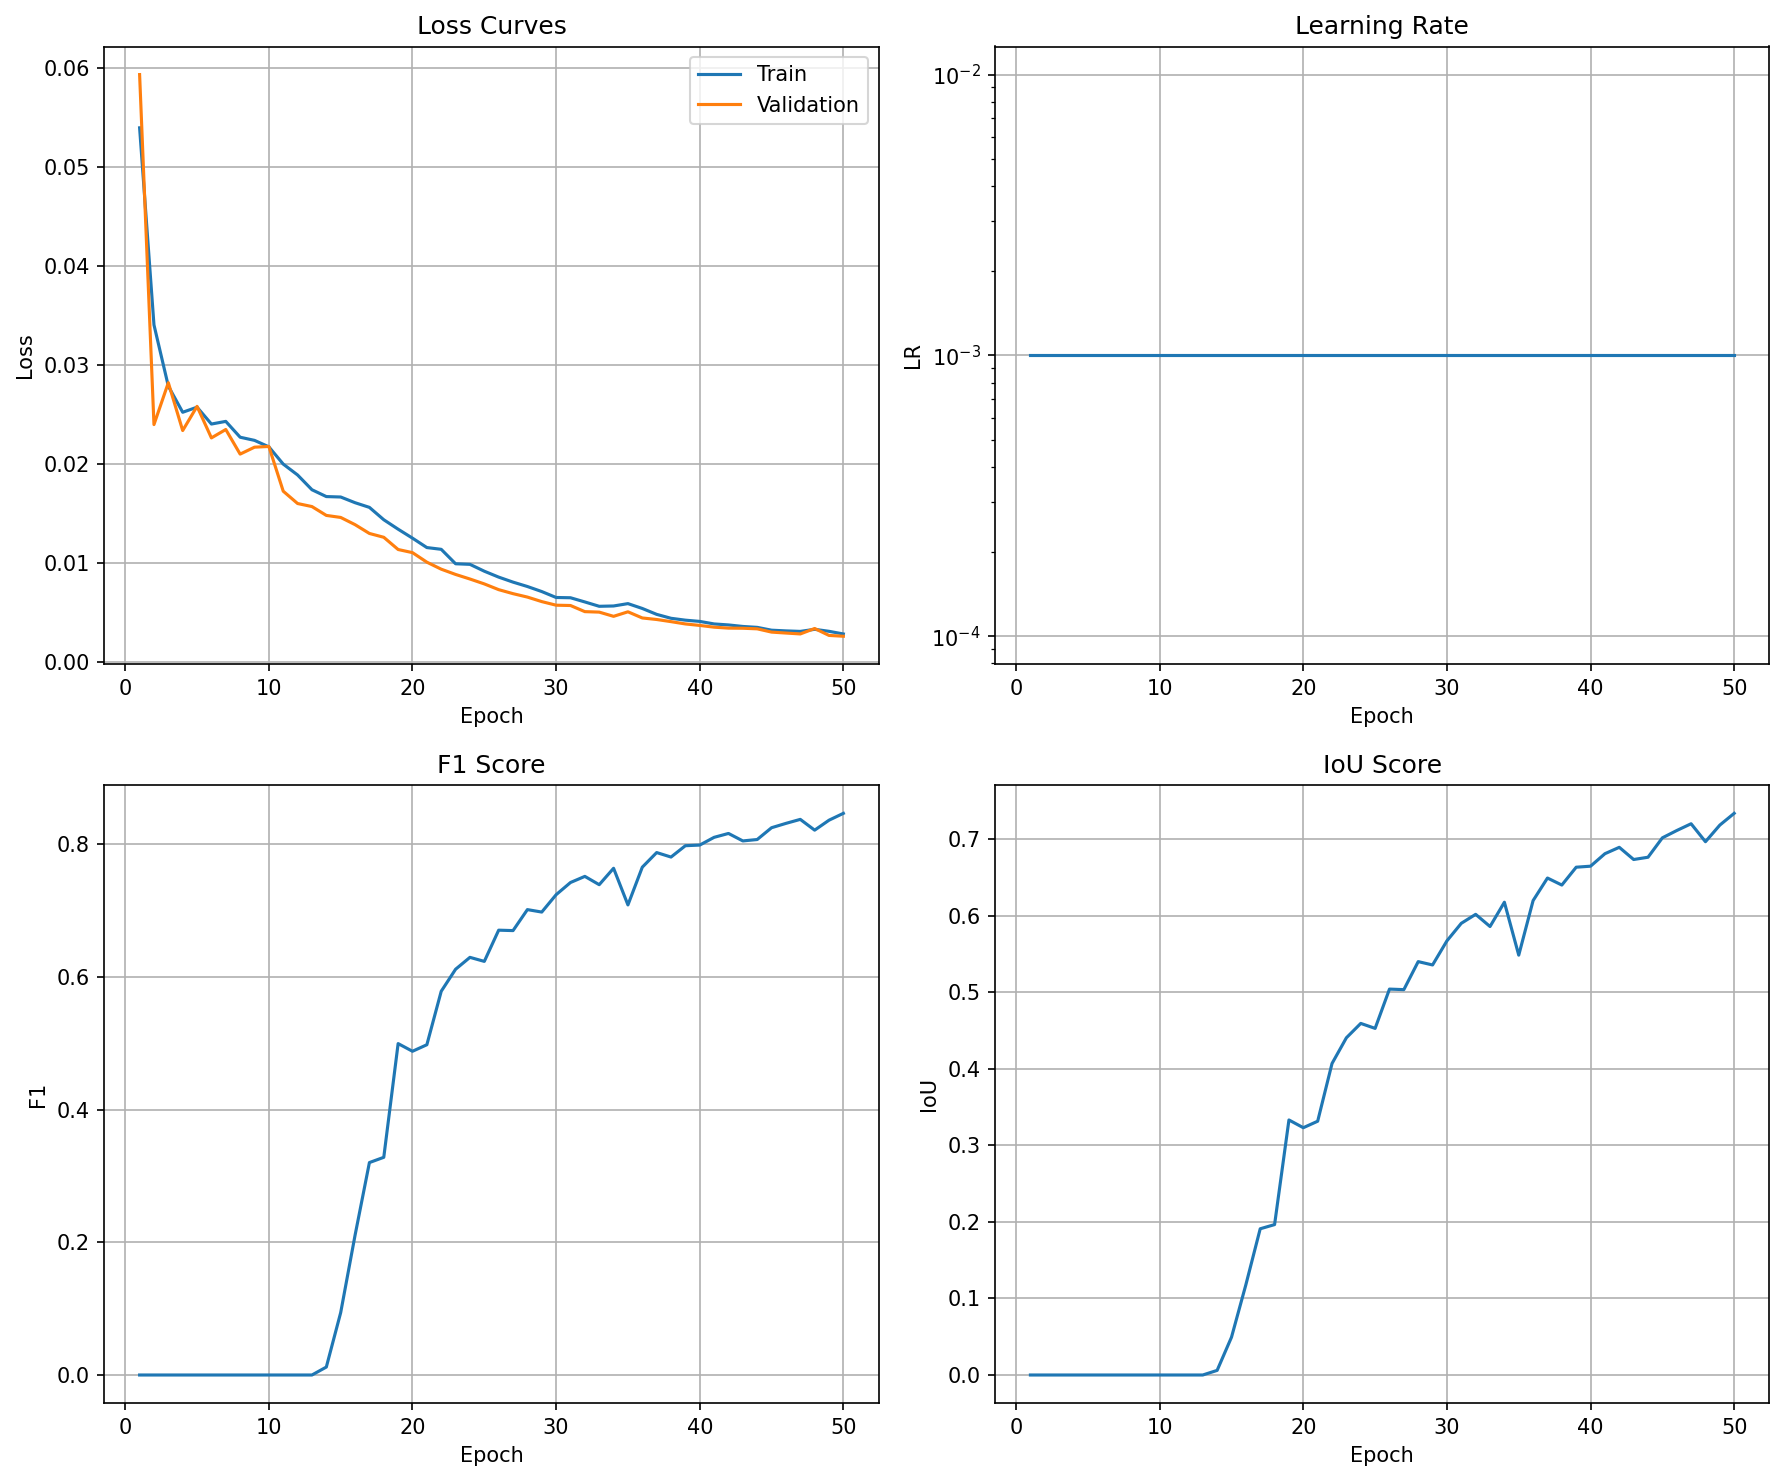 Loss Curves
0.06
0.05
0.04
0.03
0.02
0.01
0.00
Loss
Train
Validation
0 10 20 30 40 50
Epoch
Learning Rate
10⁻²
10⁻³
10⁻⁴
LR
0 10 20 30 40 50
Epoch
F1 Score
0.8
0.6
0.4
0.2
0.0
F1
0 10 20 30 40 50
Epoch
IoU Score
0.7
0.6
0.5
0.4
0.3
0.2
0.1
0.0
IoU
0 10 20 30 40 50
Epoch